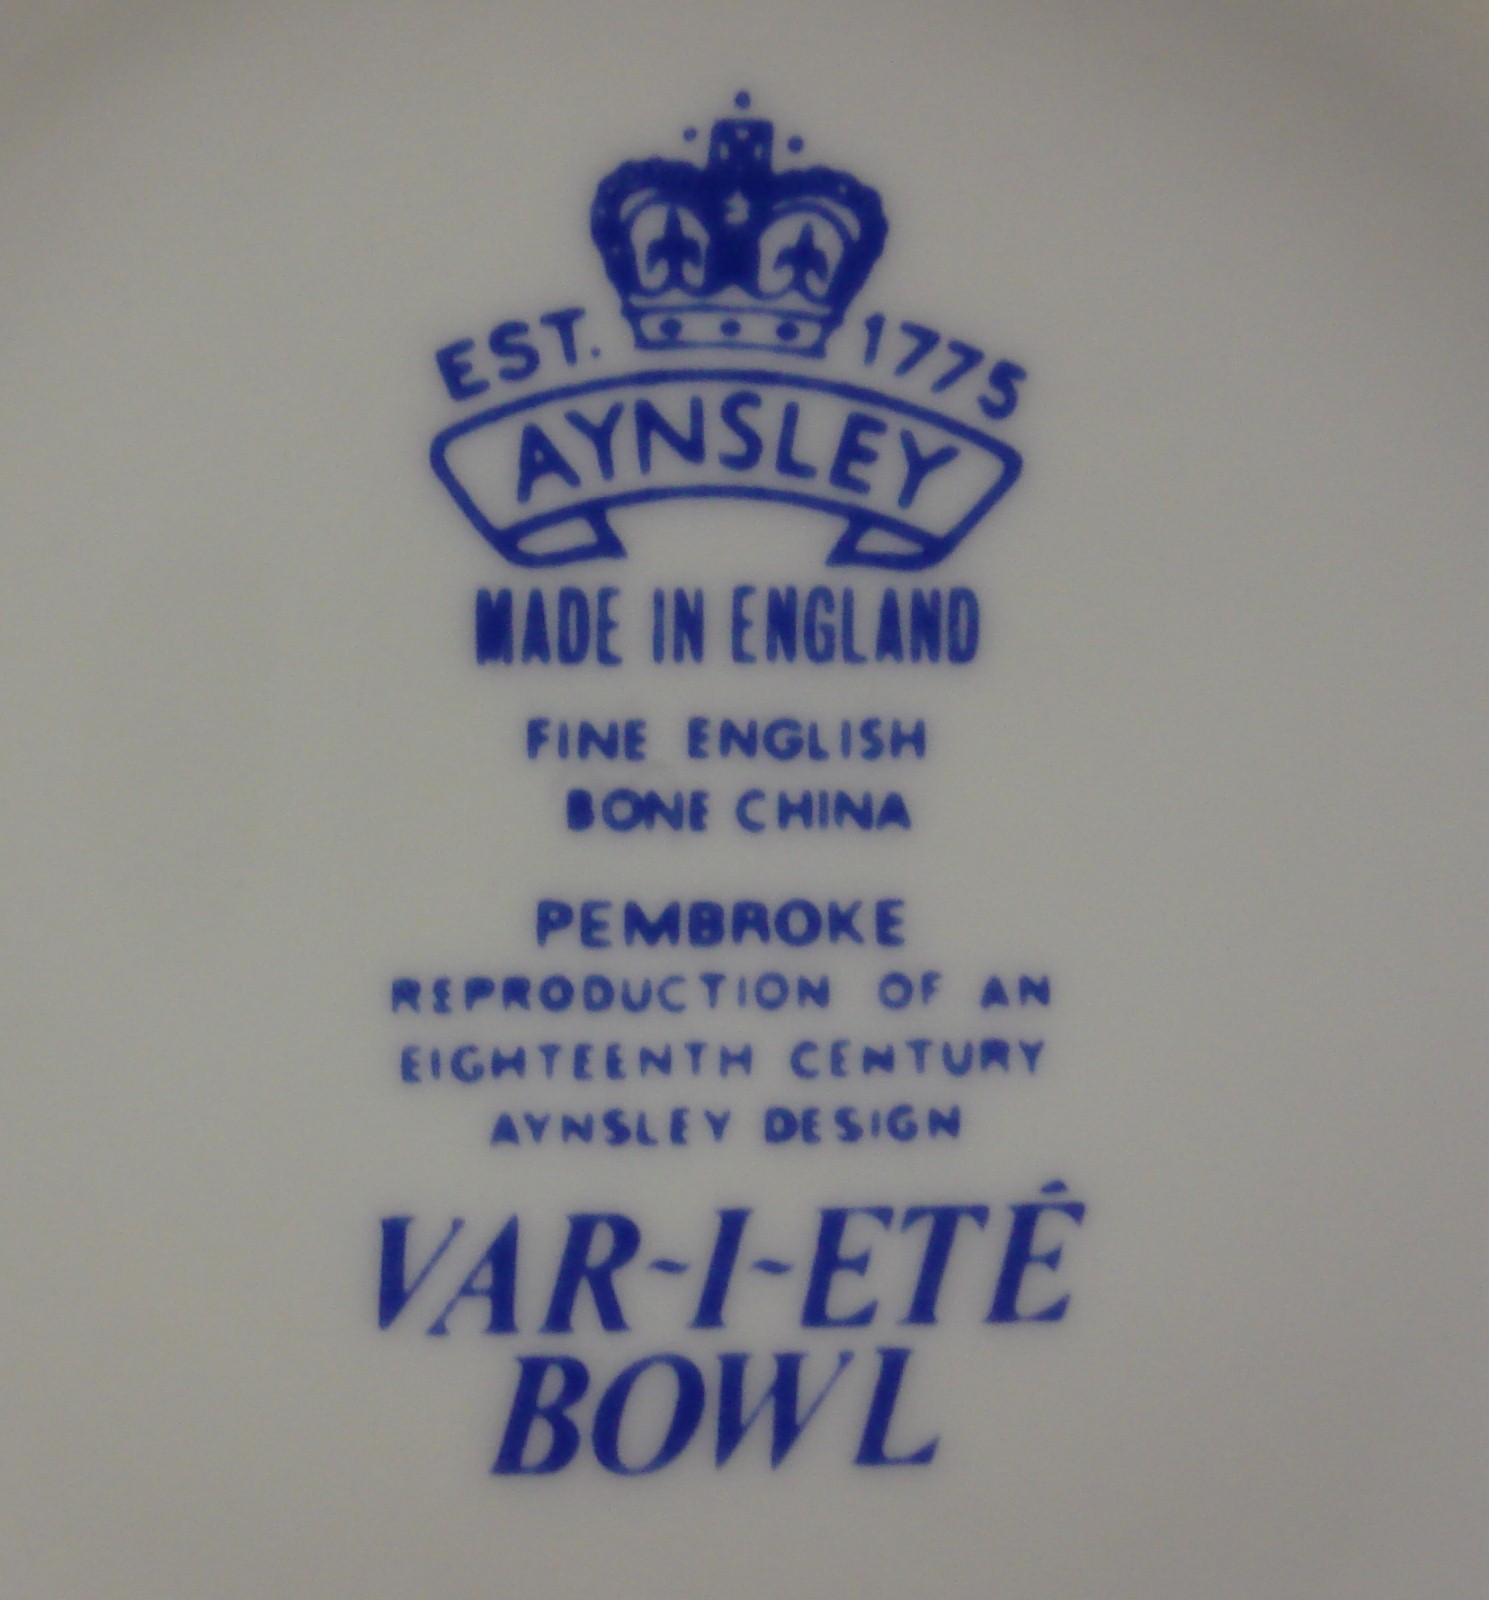 EST. 1775
AYNSLEY
MADE IN ENGLAND
FINE ENGLISH
BONE CHINA
PEMBROKE
REPRODUCTION OF AN
EIGHTEENTH CENTURY
AYNSLEY DESIGN
VAR-I-ETÉ
BOWL